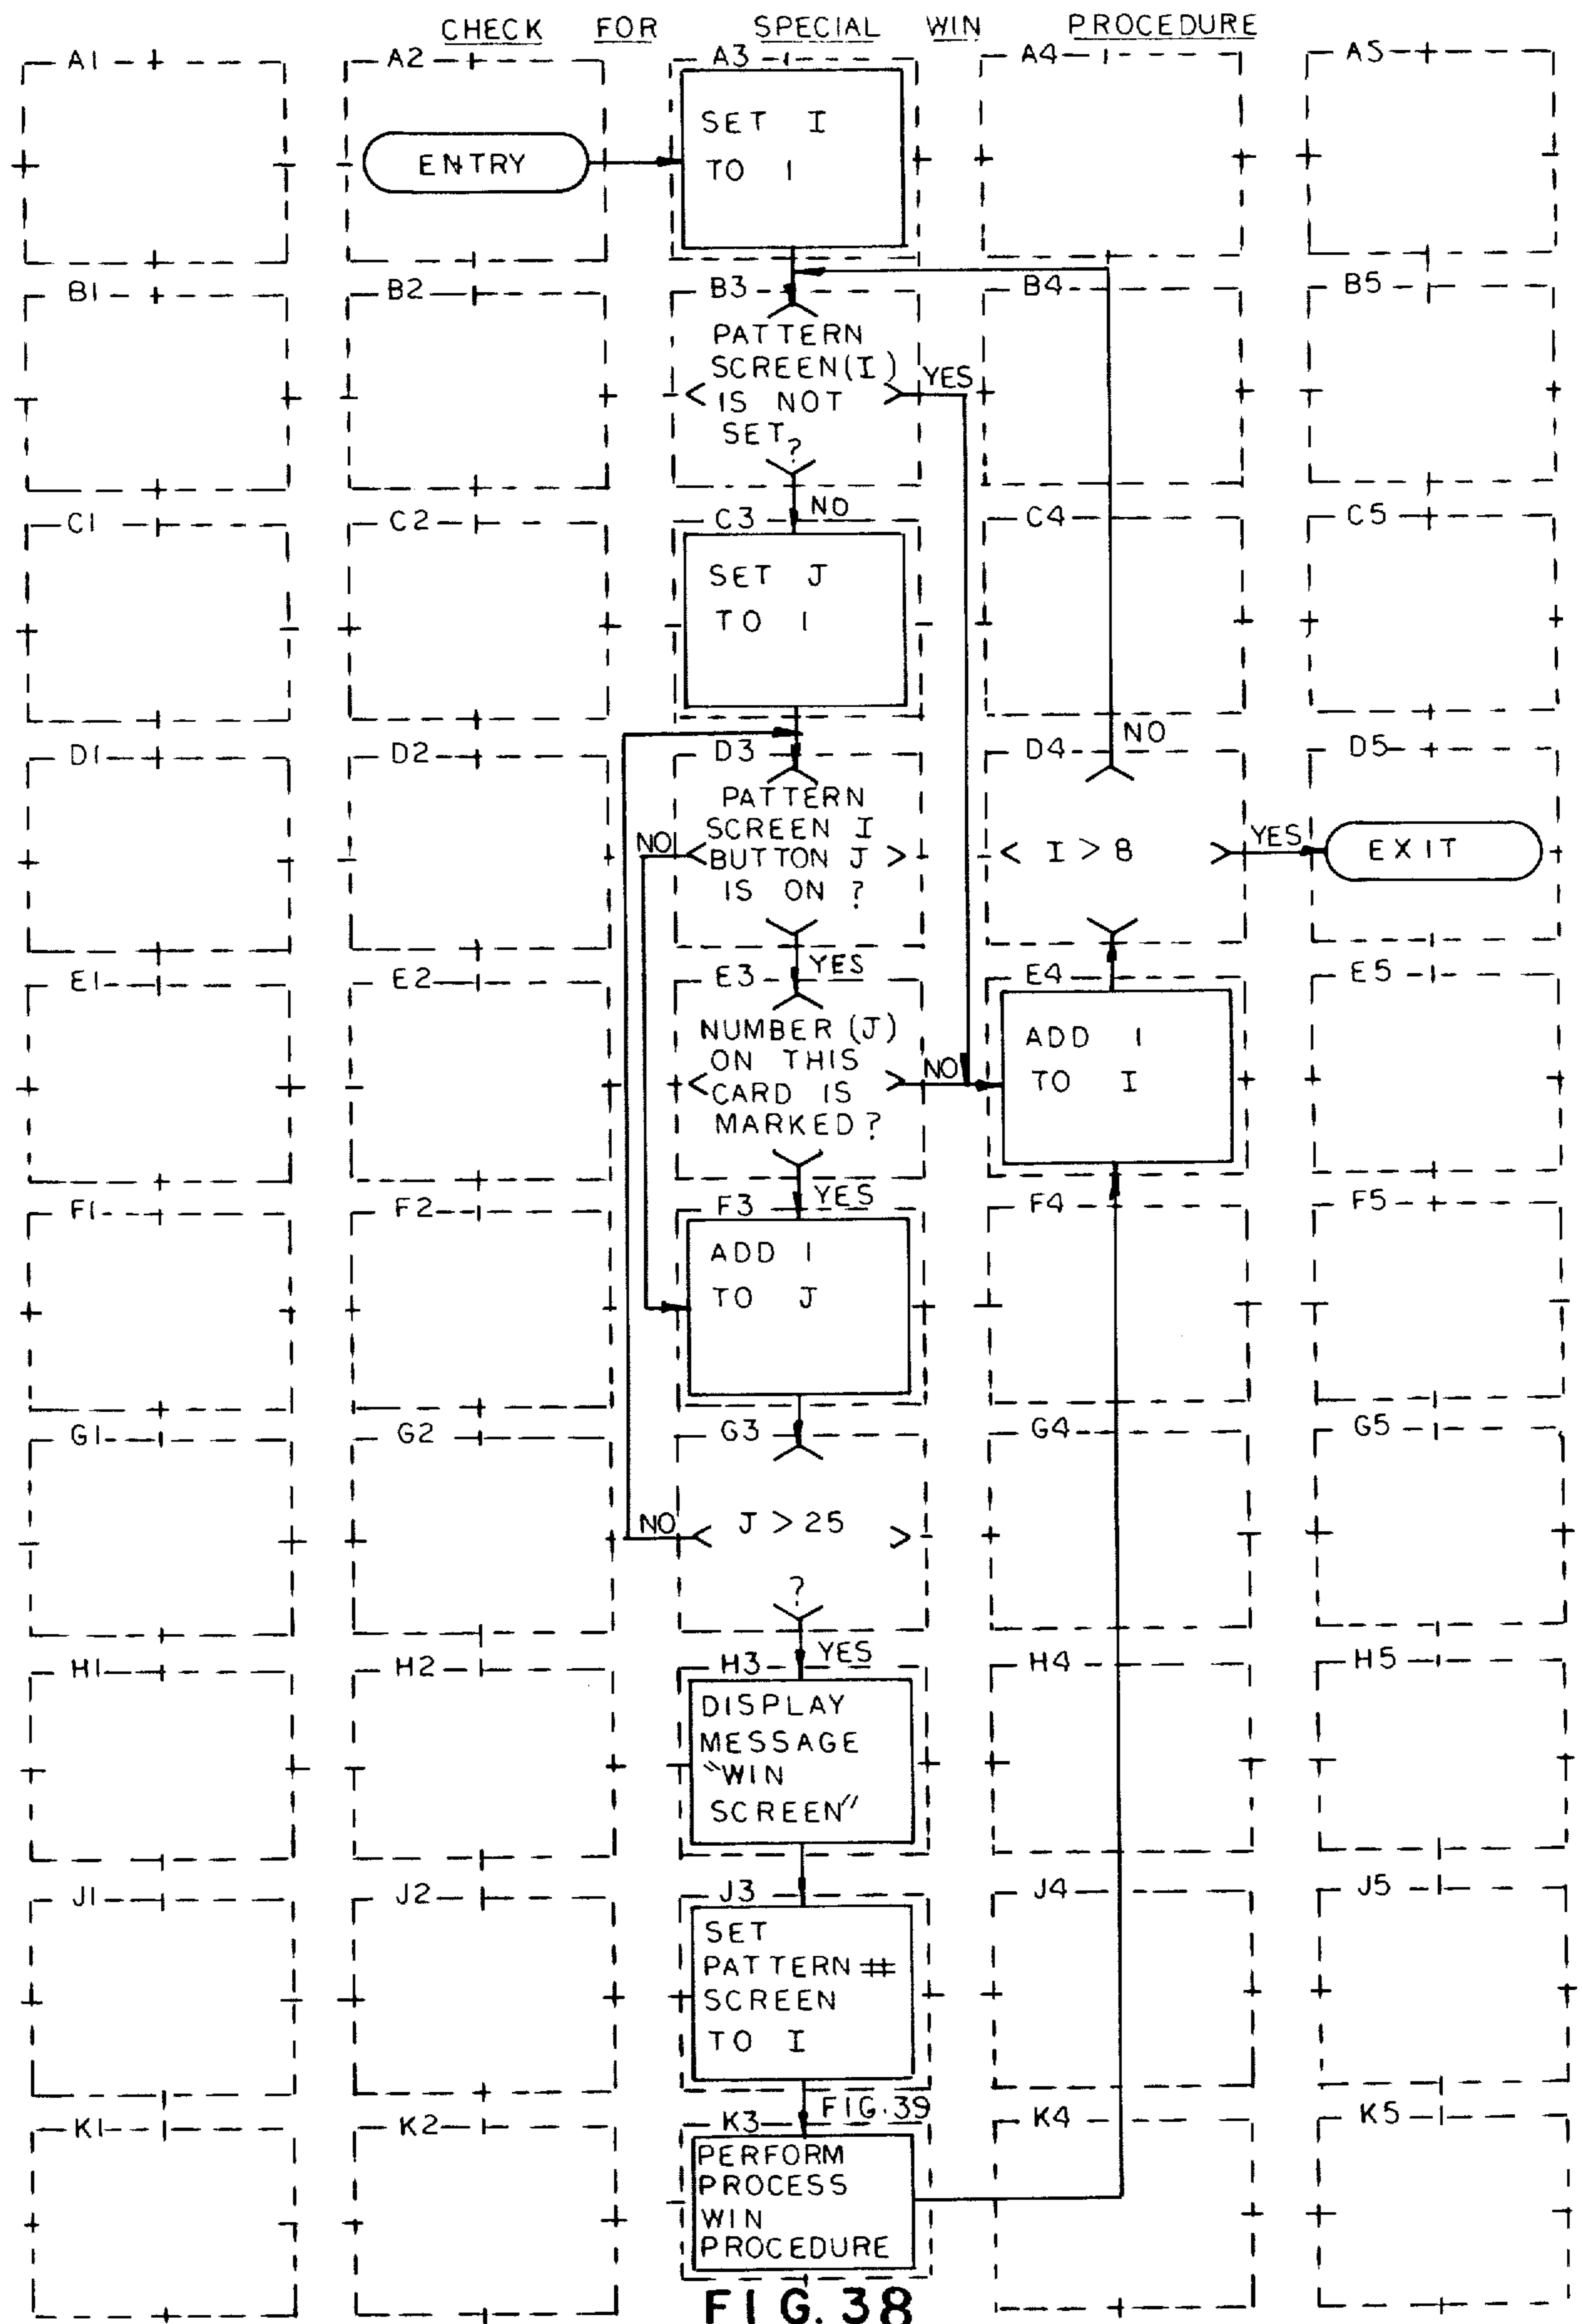 CHECK FOR SPECIAL WIN PROCEDURE
A1 A2 A3 A4 A5
ENTRY
SET I
TO 1
B1 B2 B3 B4 B5
PATTERN
SCREEN(I)
IS NOT
SET?
YES
NO
C1 C2 C3 C4 C5
SET J
TO 1
NO
D1 D2 D3 D4 D5
PATTERN
SCREEN I
BUTTON J
IS ON ?
NO
I > 8
YES
EXIT
YES
E1 E2 E3 E4 E5
NUMBER (J)
ON THIS
CARD IS
MARKED?
NO
ADD 1
TO I
YES
F1 F2 F3 F4 F5
ADD 1
TO J
G1 G2 G3 G4 G5
NO
J > 25
?
YES
H1 H2 H3 H4 H5
DISPLAY
MESSAGE
"WIN
SCREEN"
J1 J2 J3 J4 J5
SET
PATTERN #
SCREEN
TO I
FIG.39
K1 K2 K3 K4 K5
PERFORM
PROCESS
WIN
PROCEDURE
FIG.38